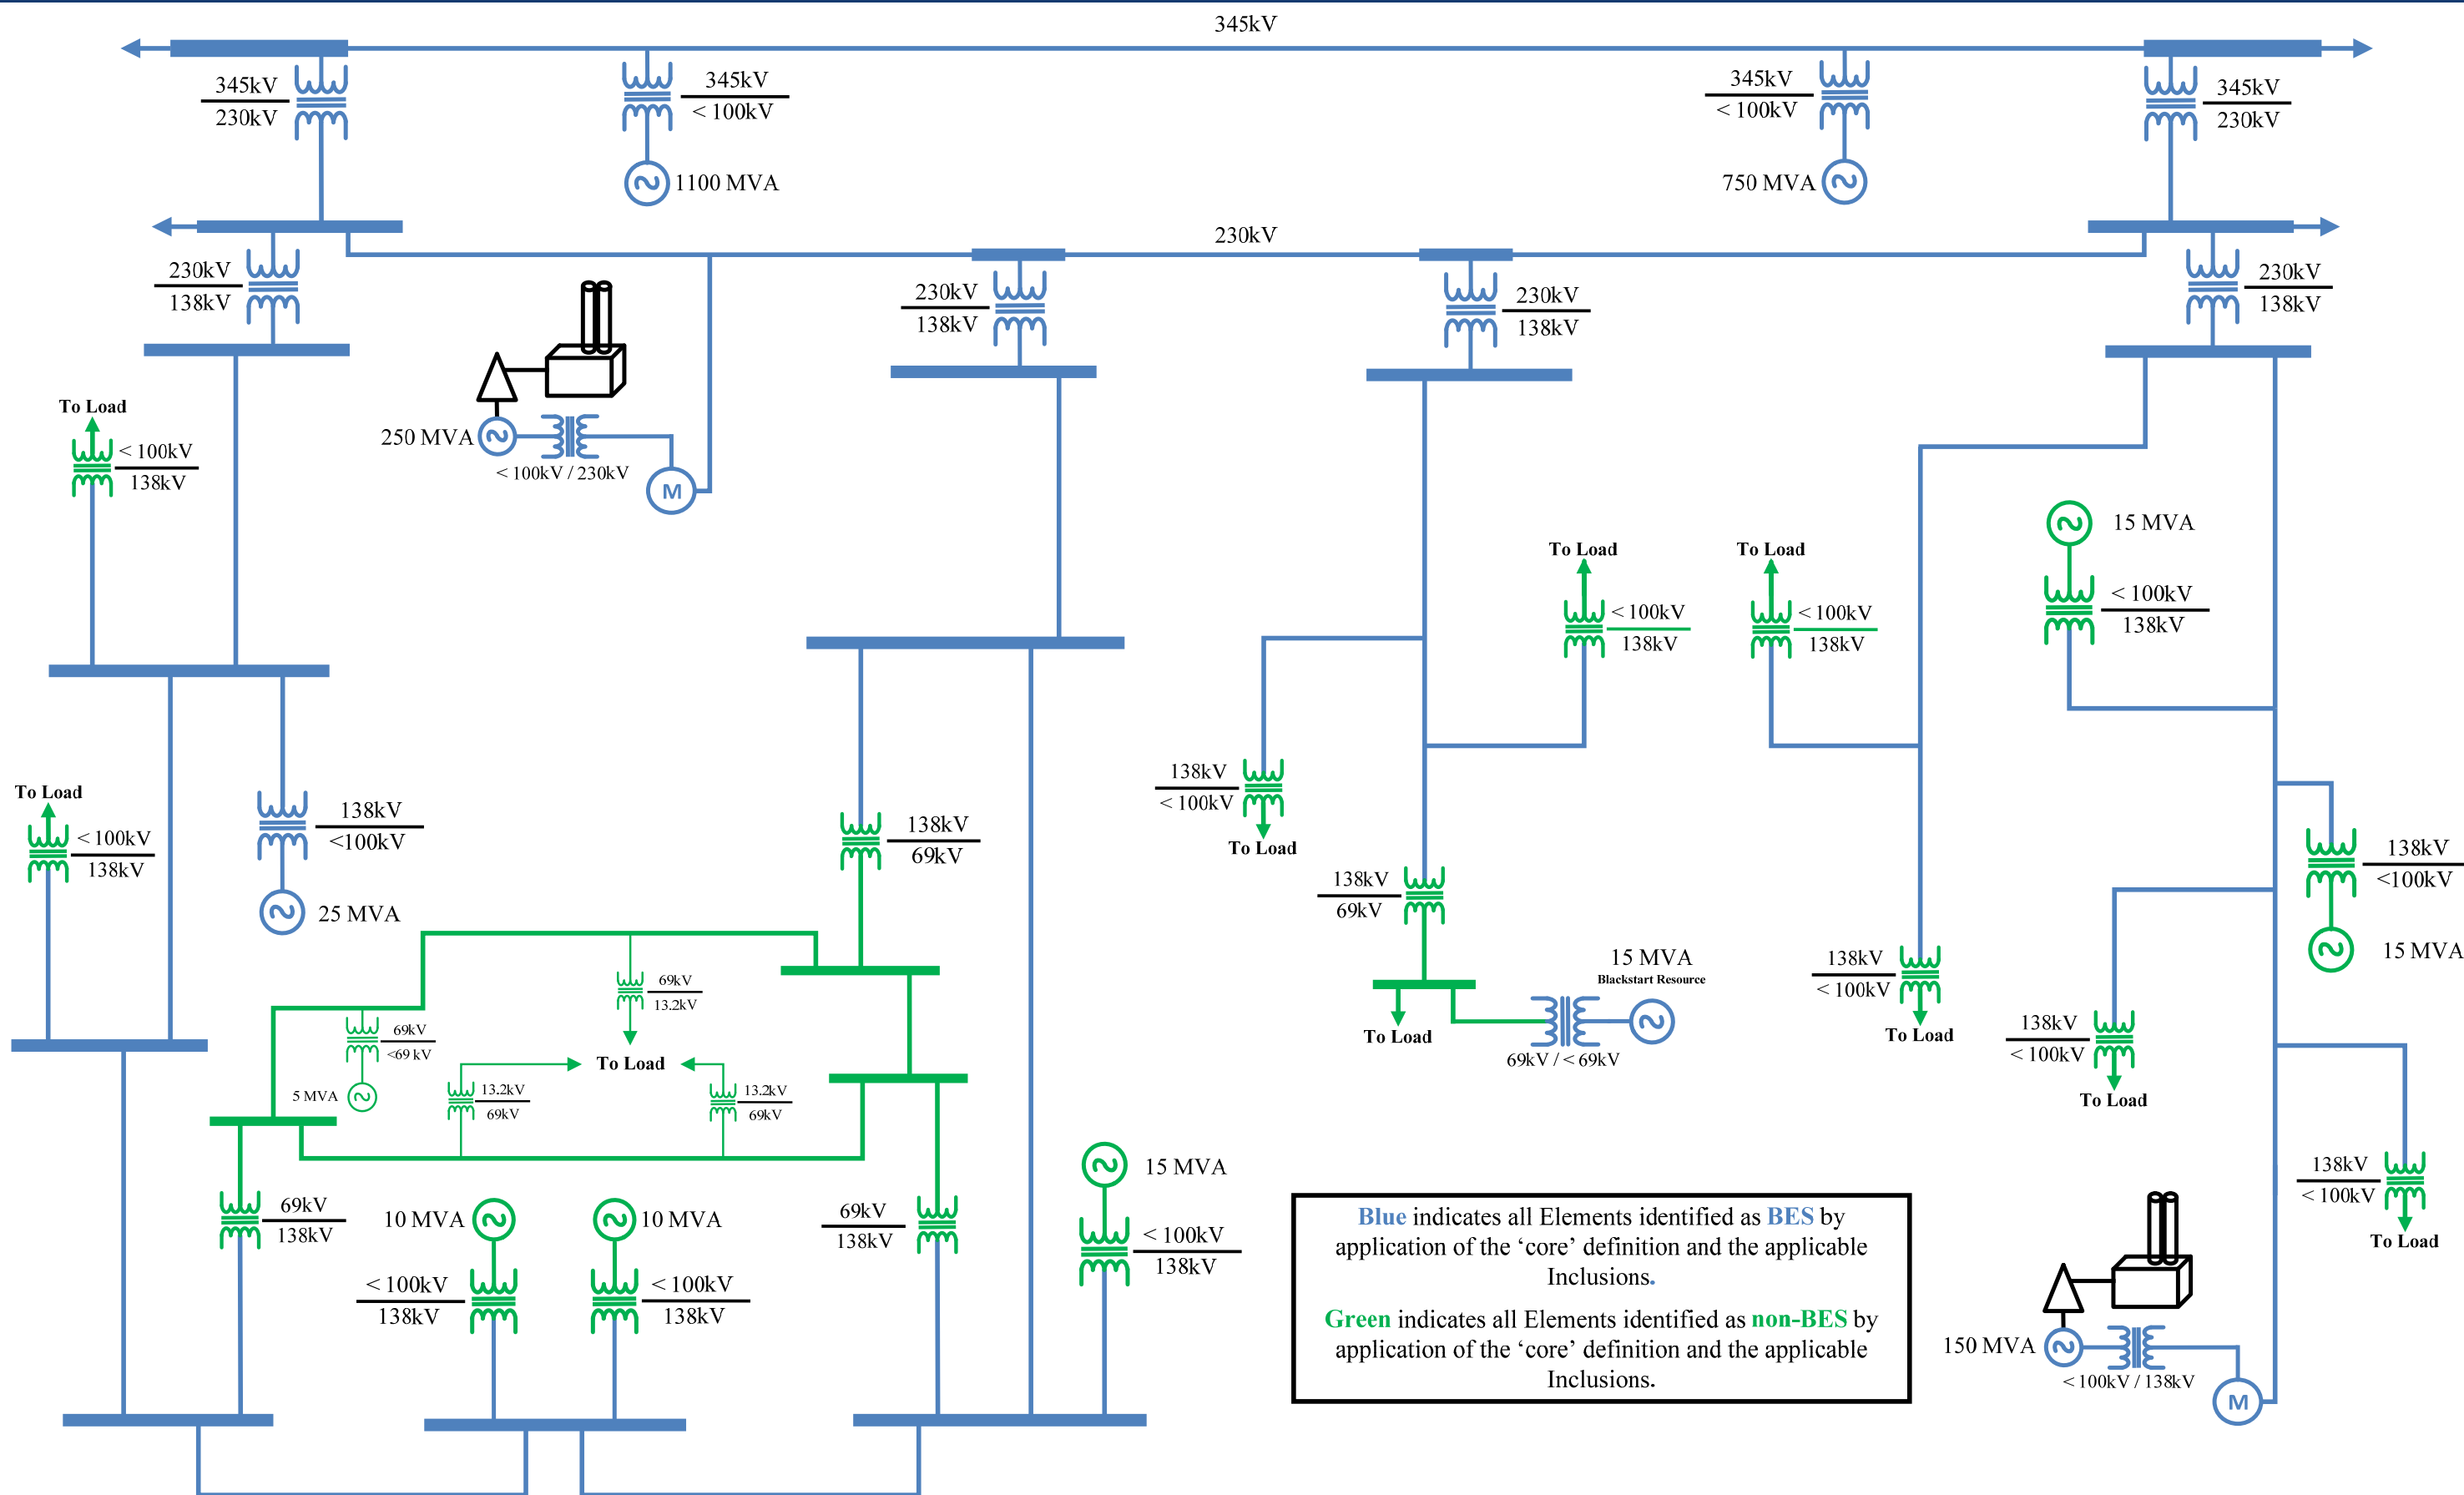 345kV
345kV
230kV
345kV
< 100kV
345kV
< 100kV
345kV
230kV
1100 MVA
750 MVA
230kV
230kV
138kV
230kV
138kV
230kV
138kV
230kV
138kV
To Load
< 100kV
138kV
250 MVA
< 100kV / 230kV
M
To Load
< 100kV
138kV
To Load
< 100kV
138kV
15 MVA
< 100kV
138kV
To Load
< 100kV
138kV
138kV
<100kV
25 MVA
138kV
69kV
138kV
< 100kV
To Load
138kV
69kV
To Load
15 MVA
Blackstart Resource
69kV / < 69kV
138kV
< 100kV
To Load
138kV
<100kV
15 MVA
138kV
< 100kV
To Load
69kV
13.2kV
To Load
69kV
<69 kV
5 MVA
13.2kV
69kV
13.2kV
69kV
69kV
138kV
10 MVA
< 100kV
138kV
10 MVA
< 100kV
138kV
69kV
138kV
15 MVA
< 100kV
138kV
138kV
< 100kV
To Load
150 MVA
< 100kV / 138kV
M
Blue indicates all Elements identified as BES by
application of the ‘core’ definition and the applicable
Inclusions.
Green indicates all Elements identified as non-BES by
application of the ‘core’ definition and the applicable
Inclusions.